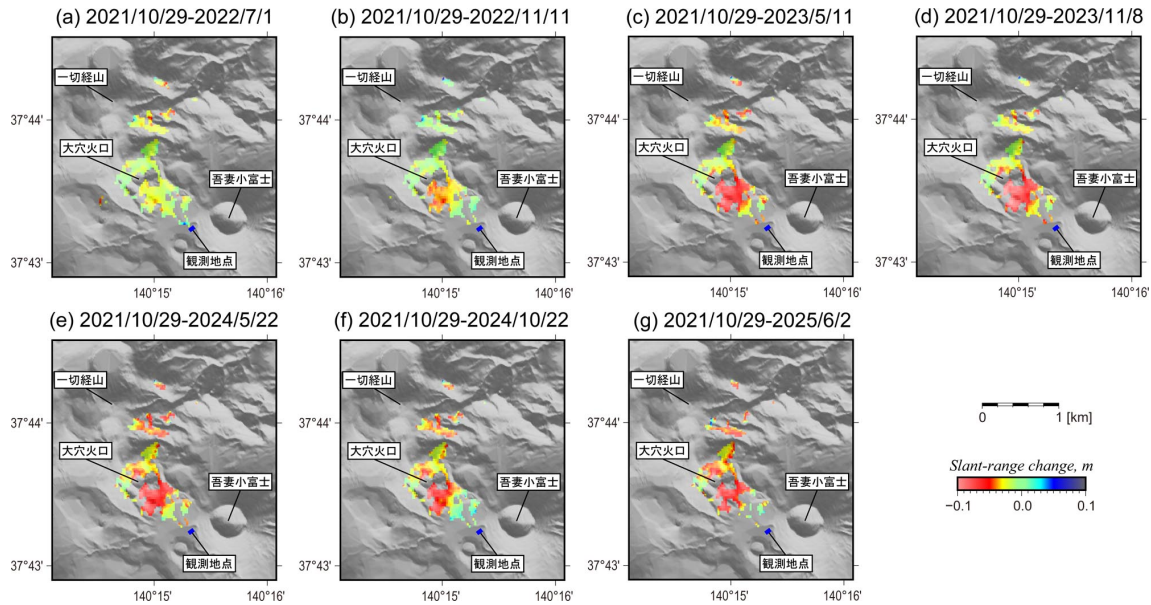 (a) 2021/10/29-2022/7/1
一切経山
37°44'
大穴火口
吾妻小富士
観測地点
37°43'
140°15'
140°16'
(b) 2021/10/29-2022/11/11
一切経山
37°44'
大穴火口
吾妻小富士
観測地点
37°43'
140°15'
140°16'
(c) 2021/10/29-2023/5/11
一切経山
37°44'
大穴火口
吾妻小富士
観測地点
37°43'
140°15'
140°16'
(d) 2021/10/29-2023/11/8
一切経山
37°44'
大穴火口
吾妻小富士
観測地点
37°43'
140°15'
140°16'
(e) 2021/10/29-2024/5/22
一切経山
37°44'
大穴火口
吾妻小富士
観測地点
37°43'
140°15'
140°16'
(f) 2021/10/29-2024/10/22
一切経山
37°44'
大穴火口
吾妻小富士
観測地点
37°43'
140°15'
140°16'
(g) 2021/10/29-2025/6/2
一切経山
37°44'
大穴火口
吾妻小富士
観測地点
37°43'
140°15'
140°16'
0 1 [km]
Slant-range change, m
−0.1 0.0 0.1